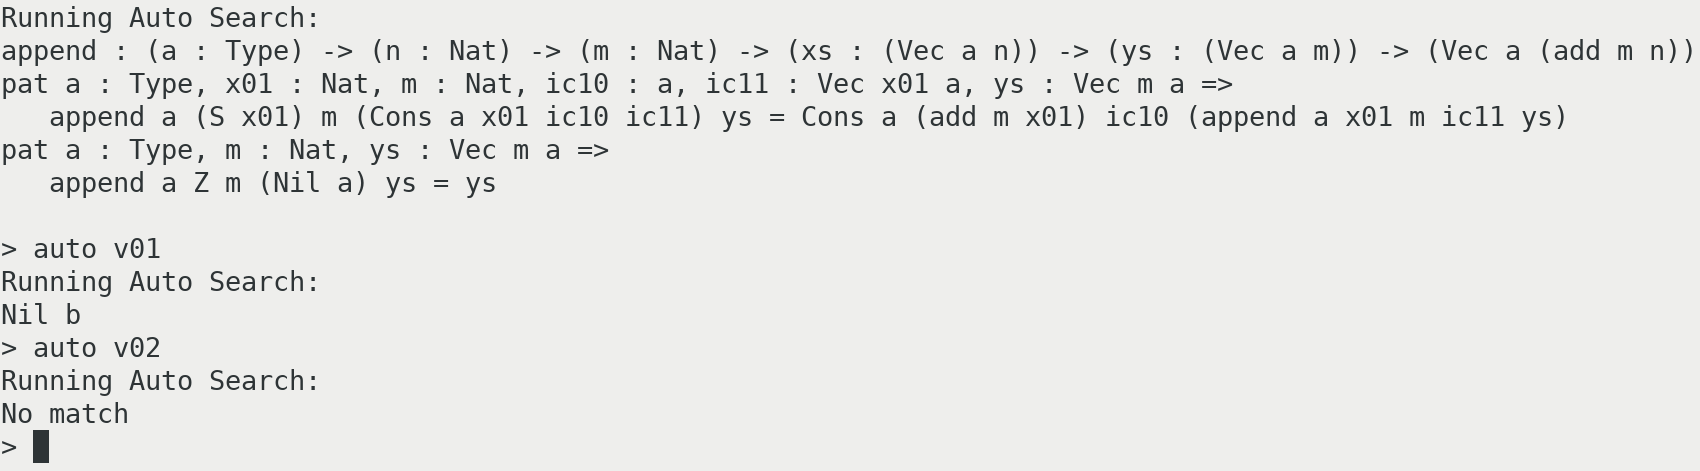 Running Auto Search:
append : (a : Type) -> (n : Nat) -> (m : Nat) -> (xs : (Vec a n)) -> (ys : (Vec a m)) -> (Vec a (add m n))
pat a : Type, x01 : Nat, m : Nat, ic10 : a, ic11 : Vec x01 a, ys : Vec m a =>
   append a (S x01) m (Cons a x01 ic10 ic11) ys = Cons a (add m x01) ic10 (append a x01 m ic11 ys)
pat a : Type, m : Nat, ys : Vec m a =>
   append a Z m (Nil a) ys = ys

> auto v01
Running Auto Search:
Nil b
> auto v02
Running Auto Search:
No match
>